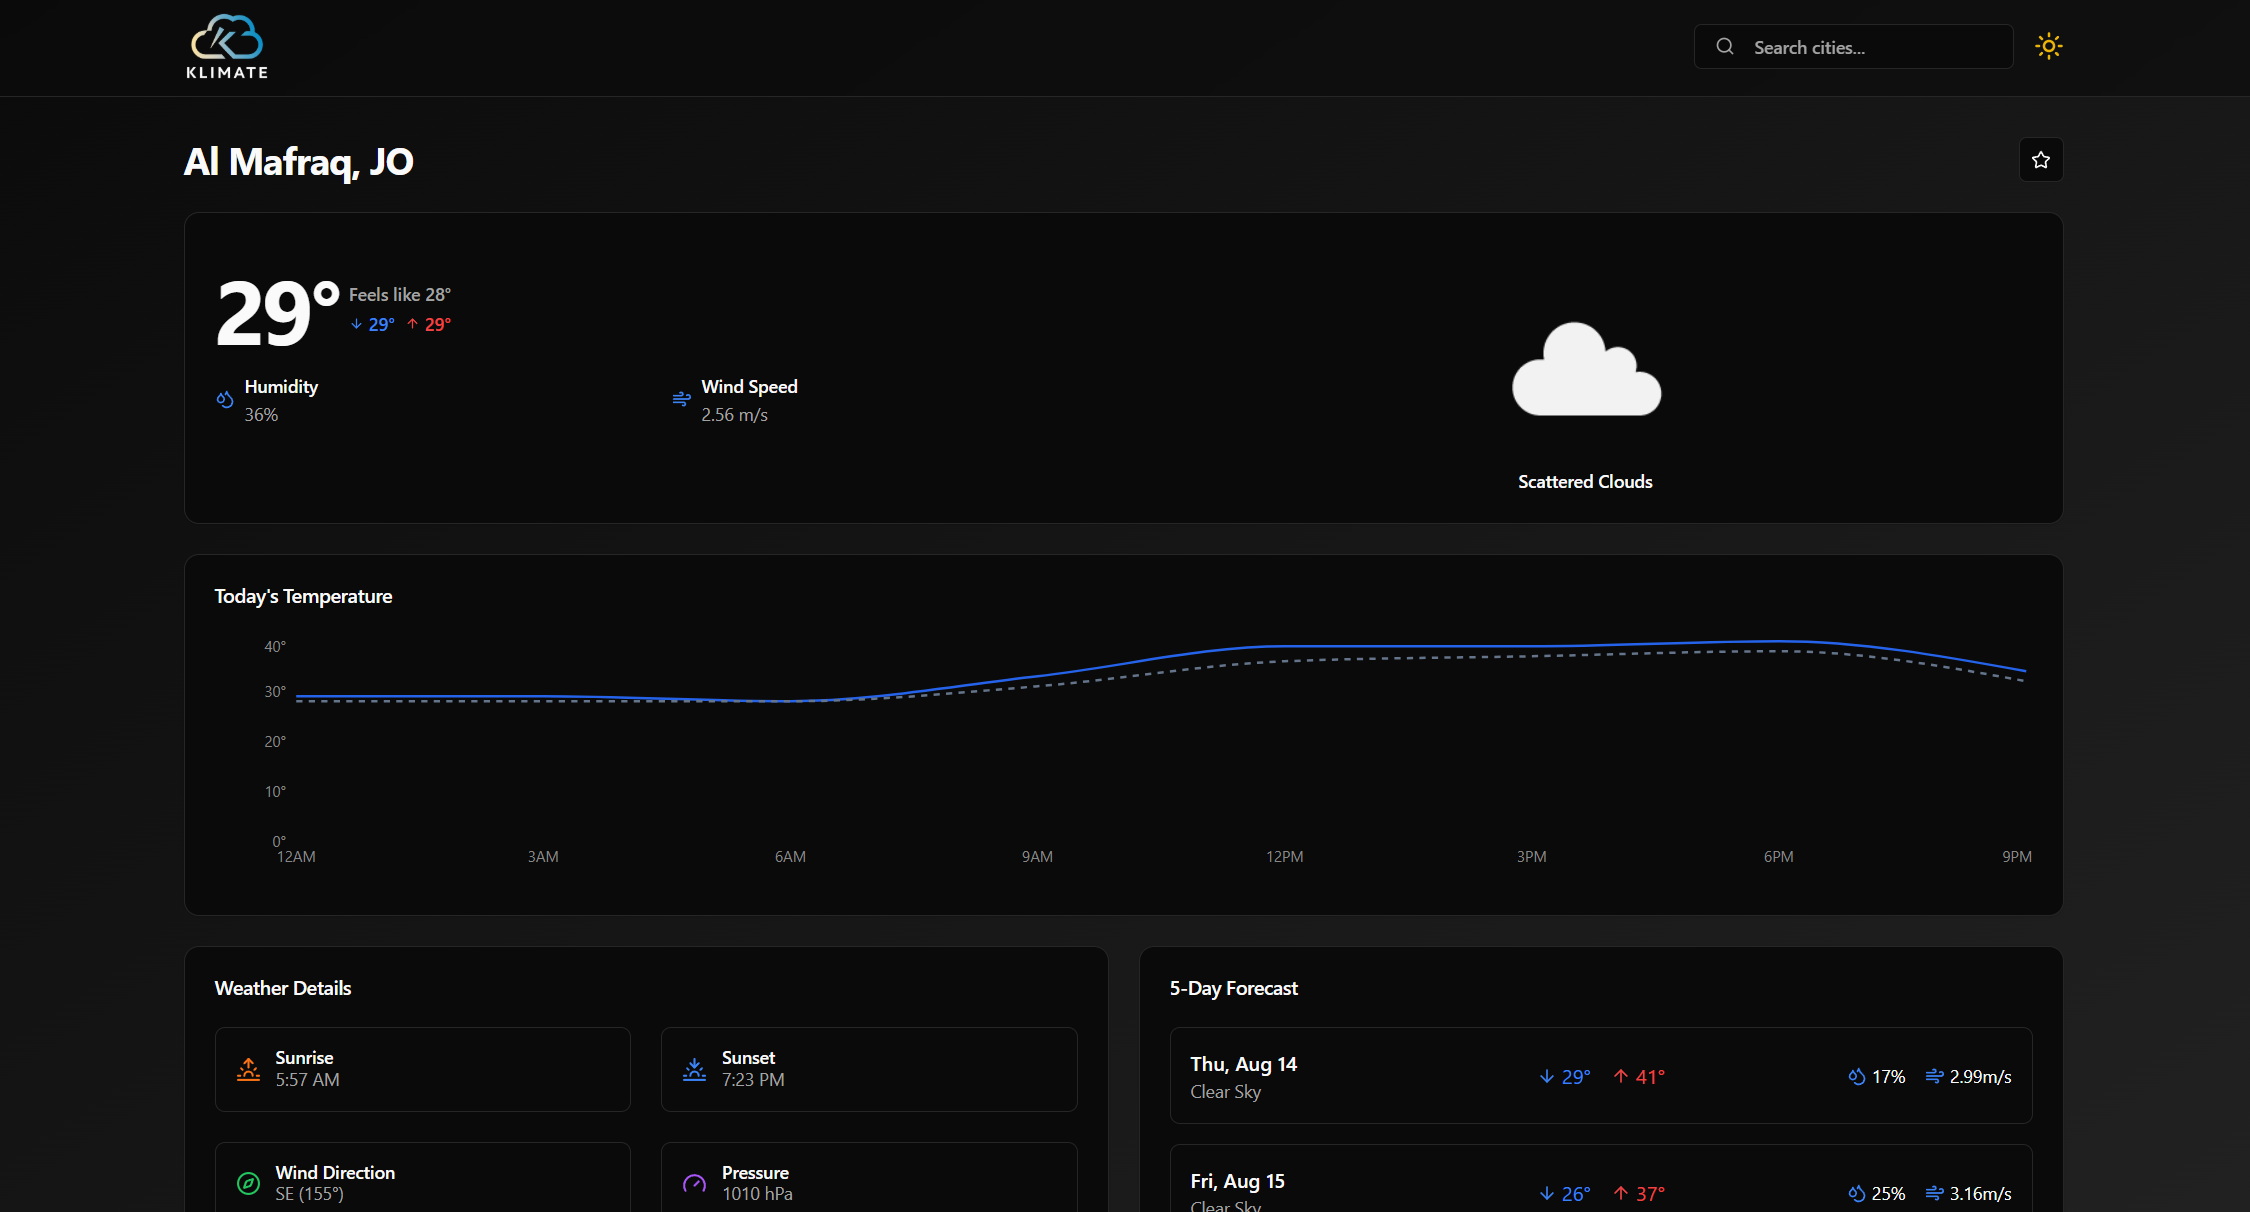 KLIMATE
Search cities...
Al Mafraq, JO
29°
Feels like 28°
↓ 29° ↑ 29°
Humidity
36%
Wind Speed
2.56 m/s
Scattered Clouds
Today's Temperature
40°
30°
20°
10°
0°
12AM 3AM 6AM 9AM 12PM 3PM 6PM 9PM
Weather Details
Sunrise
5:57 AM
Sunset
7:23 PM
Wind Direction
SE (155°)
Pressure
1010 hPa
5-Day Forecast
Thu, Aug 14
Clear Sky
↓ 29° ↑ 41°
17% 2.99m/s
Fri, Aug 15
Clear Sky
↓ 26° ↑ 37°
25% 3.16m/s